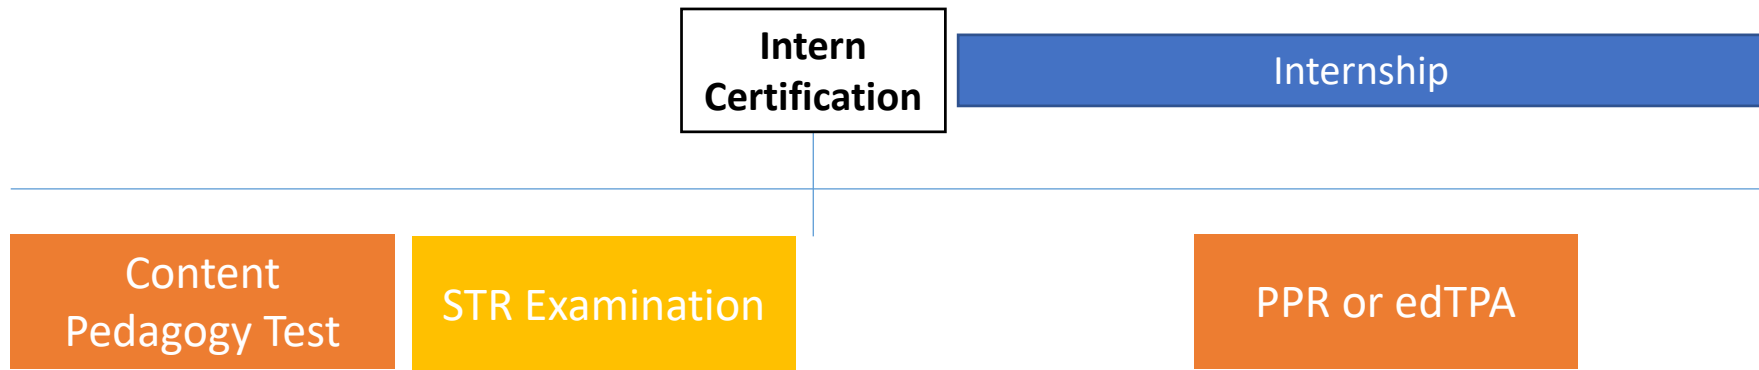 Intern
Certification
Internship
Content
Pedagogy Test
STR Examination
PPR or edTPA